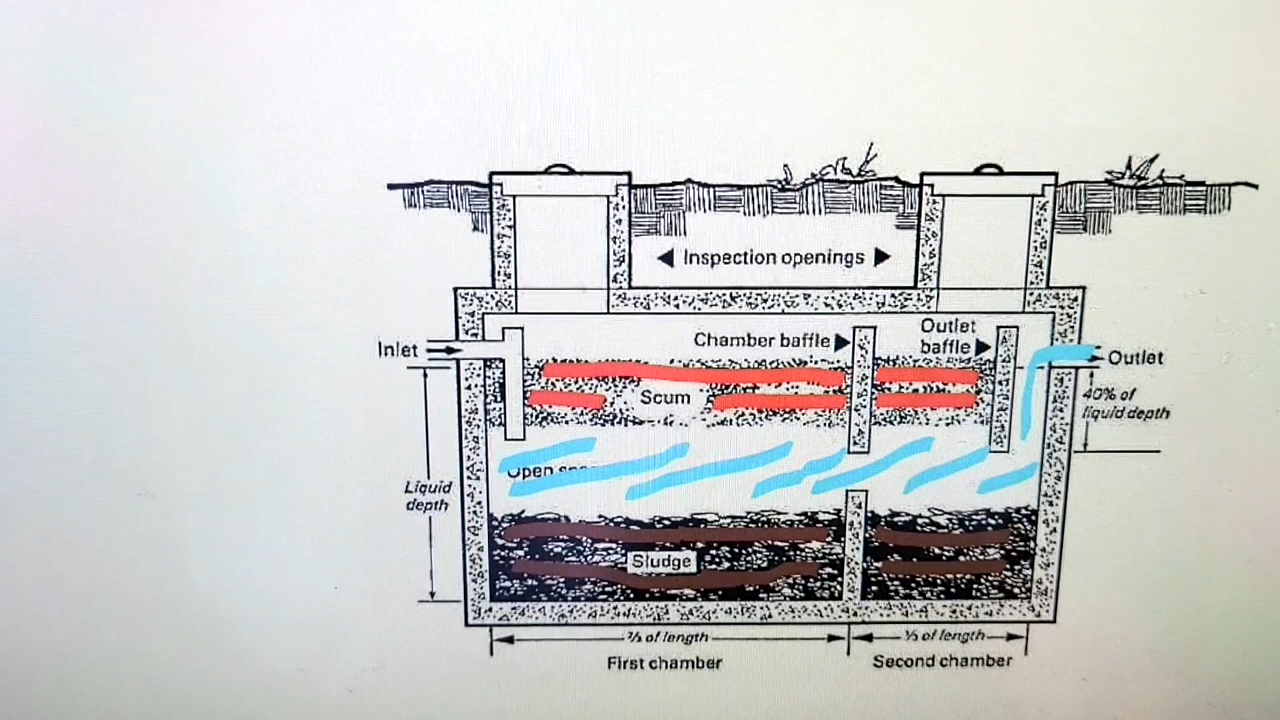 Inspection openings
Chamber baffle
Outlet
baffle
Inlet
Outlet
Scum
40% of
liquid depth
Open
Liquid
depth
Sludge
⅔ of length
⅓ of length
First chamber
Second chamber